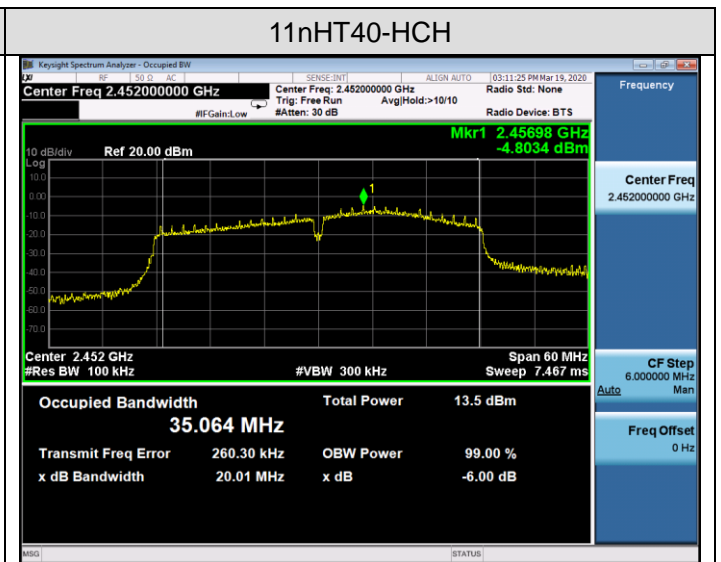 11nHT40-HCH
Keysight Spectrum Analyzer - Occupied BW
LXI RF 50 Ω AC SENSE:INT ALIGN AUTO 03:11:25 PM Mar 19, 2020
Center Freq 2.452000000 GHz
Center Freq: 2.452000000 GHz Radio Std: None
Trig: Free Run Avg|Hold:>10/10
#IFGain:Low #Atten: 30 dB Radio Device: BTS
Frequency
Mkr1 2.45698 GHz
-4.8034 dBm
10 dB/div Ref 20.00 dBm
Log
10.0
0.00
-10.0
-20.0
-30.0
-40.0
-50.0
-60.0
-70.0
1
Center 2.452 GHz Span 60 MHz
#Res BW 100 kHz #VBW 300 kHz Sweep 7.467 ms
Occupied Bandwidth Total Power 13.5 dBm
35.064 MHz
Transmit Freq Error 260.30 kHz OBW Power 99.00 %
x dB Bandwidth 20.01 MHz x dB -6.00 dB
Center Freq
2.452000000 GHz
CF Step
6.000000 MHz
Auto Man
Freq Offset
0 Hz
MSG STATUS